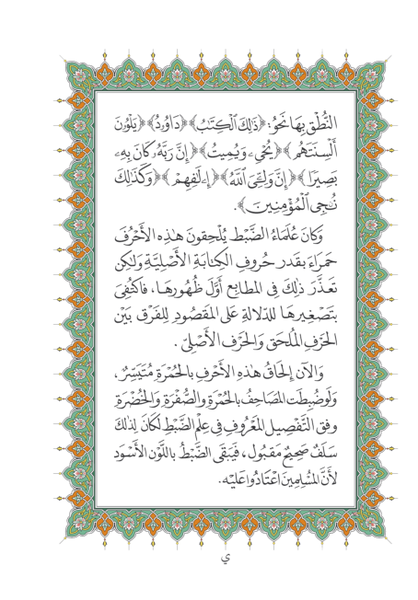 النُّطْقِ بِهَا نَحْوُ: ﴿ذَٰلِكَ ٱلْكِتَٰبُ﴾ ﴿دَاوُۥدُ﴾ ﴿يَلْوُۥنَ
أَلْسِنَتَهُم﴾ ﴿يُحْيِۦ وَيُمِيتُ﴾ ﴿إِنَّ رَبَّهُۥ كَانَ بِهِۦ
بَصِيرًا﴾ ﴿إِنَّ وَلِـِّۧىَ ٱللَّهُ﴾ ﴿إِۦلَٰفِهِمْ﴾ ﴿وَكَذَٰلِكَ
نُـۨجِى ٱلْمُؤْمِنِينَ﴾.
وَكَانَ عُلَمَاءُ الضَّبْطِ يُلْحِقُونَ هَذِهِ الأَحْرُفَ
حَمْرَاءَ بِقَدْرِ حُرُوفِ الْكِتَابَةِ الأَصْلِيَّةِ وَلَكِن
تَعَذَّرَ ذَلِكَ فِي المَطَابِعِ أَوَّلَ ظُهُورِهَا، فَاكْتُفِيَ
بِتَصْغِيرِهَا لِلدَّلَالَةِ عَلَى المَقْصُودِ لِلفَرْقِ بَيْنَ
الحَرْفِ المُلْحَقِ وَالحَرْفِ الأَصْلِيِّ .
وَالآنَ إِلْحَاقُ هَذِهِ الأَحْرُفِ بِالحُمْرَةِ مُتَيَسِّرٌ،
وَلَو ضُبِطَتِ المَصَاحِفُ بِالحُمْرَةِ وَالصُّفْرَةِ وَالخُضْرَةِ
وِفْقَ التَّفْصِيلِ المَعْرُوفِ فِي عِلْمِ الضَّبْطِ لَكَانَ لِذَلِكَ
سَلَفٌ صَحِيحٌ مَقْبُولٌ، فَيَبْقَى الضَّبْطُ بِاللَّوْنِ الأَسْوَدِ
لأَنَّ المُسْلِمِينَ اعْتَادُوا عَلَيْهِ.
ي